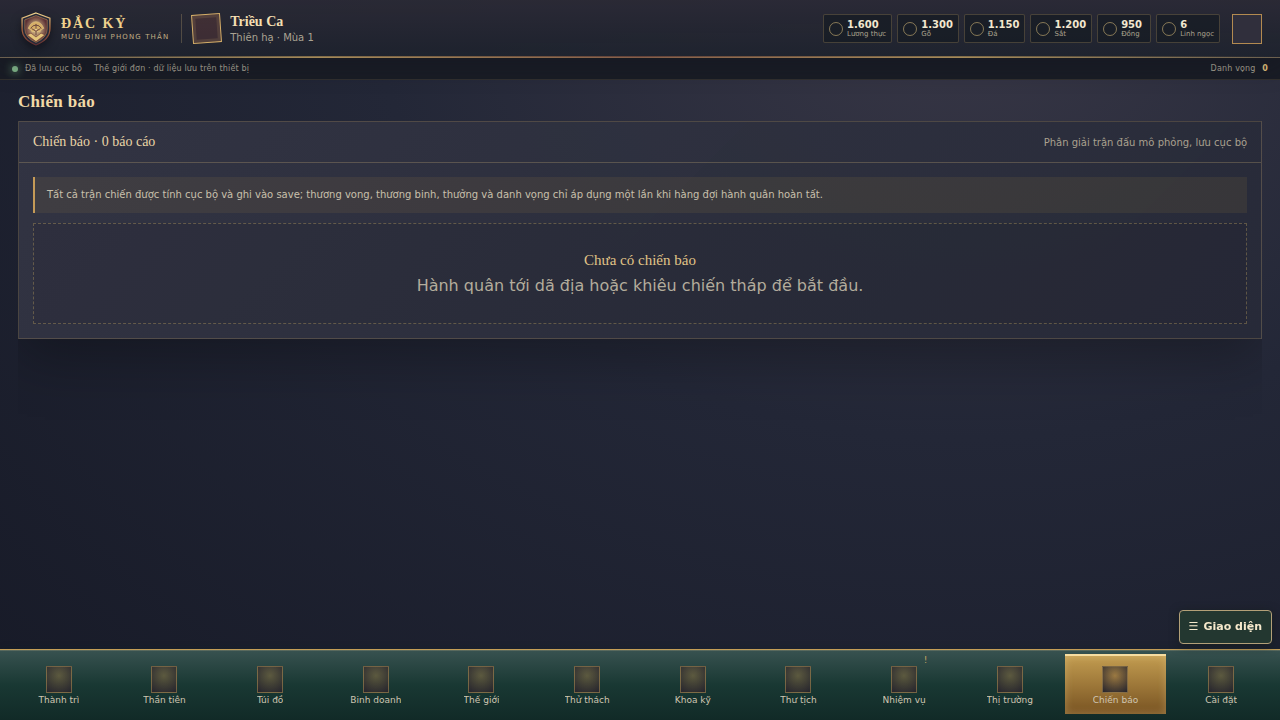 ĐẮC KỲ
MƯU ĐỊNH PHONG THẦN
Triều Ca
Thiên hạ · Mùa 1
1.600
Lương thực
1.300
Gỗ
1.150
Đá
1.200
Sắt
950
Đồng
6
Linh ngọc
Đã lưu cục bộ
Thế giới đơn · dữ liệu lưu trên thiết bị
Danh vọng 0
Chiến báo
Chiến báo · 0 báo cáo
Phân giải trận đấu mô phỏng, lưu cục bộ
Tất cả trận chiến được tính cục bộ và ghi vào save; thương vong, thương binh, thưởng và danh vọng chỉ áp dụng một lần khi hàng đợi hành quân hoàn tất.
Chưa có chiến báo
Hành quân tới dã địa hoặc khiêu chiến tháp để bắt đầu.
☰ Giao diện
Thành trì
Thần tiên
Túi đồ
Binh doanh
Thế giới
Thử thách
Khoa kỹ
Thư tịch
!
Nhiệm vụ
Thị trường
Chiến báo
Cài đặt